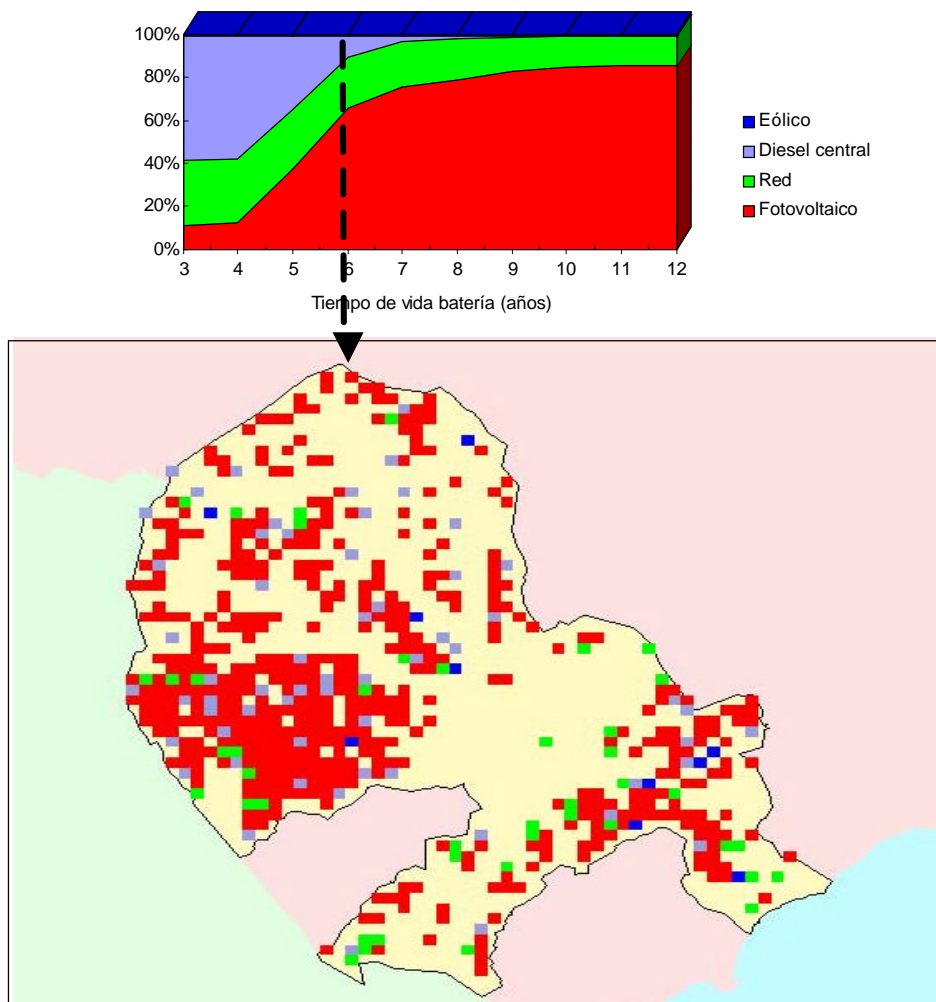 100%
80%
60%
40%
20%
0%
3 4 5 6 7 8 9 10 11 12
Tiempo de vida batería (años)
Eólico
Diesel central
Red
Fotovoltaico